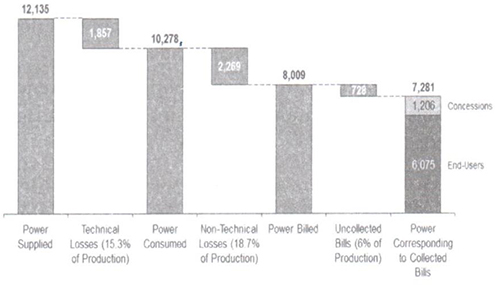 12,135
1,857
10,278
2,269
8,009
728
7,281
1,206
Concessions
6,075
End-Users
Power
Supplied
Technical
Losses (15.3%
of Production)
Power
Consumed
Non-Technical
Losses (18.7%
of Production)
Power Billed
Uncollected
Bills (6% of
Production)
Power
Corresponding
to Collected
Bills